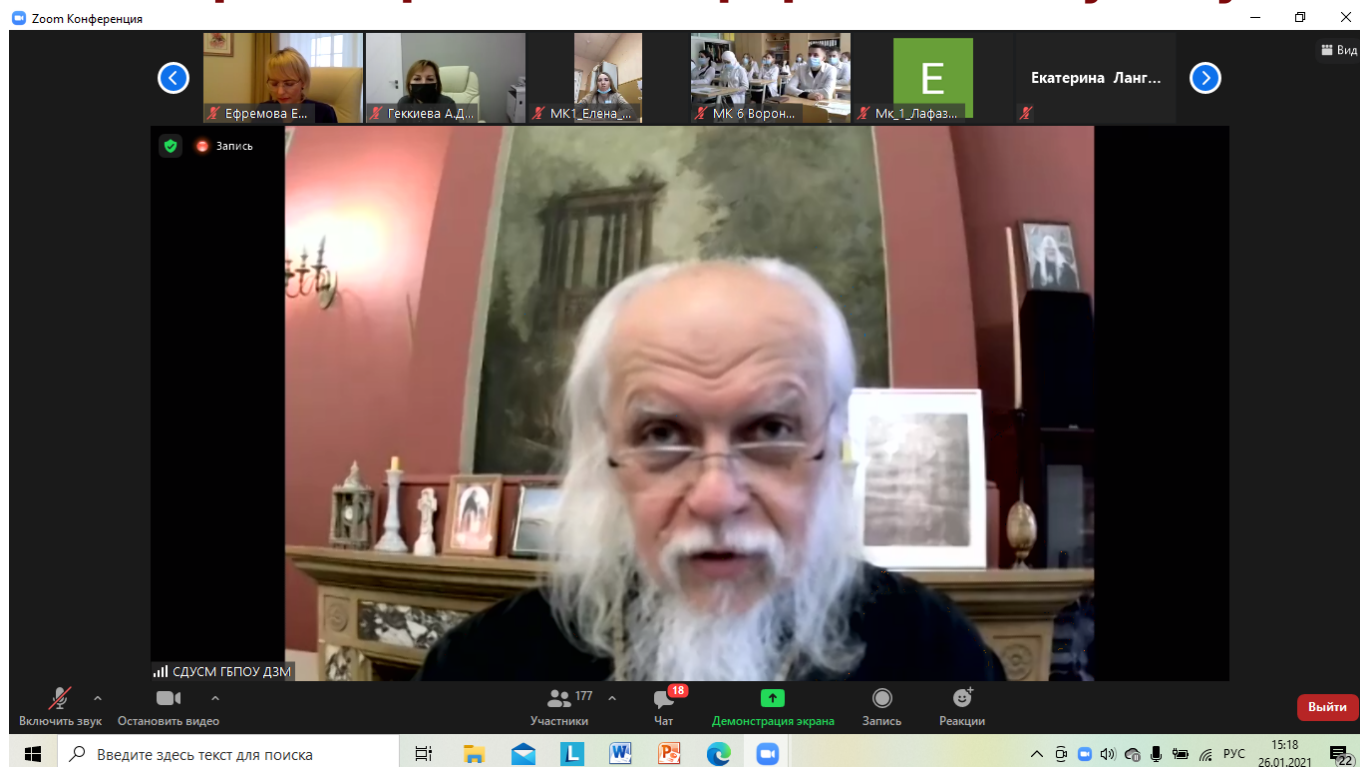 Zoom Конференция
Вид
Ефремова Е...
Геккиева А.Д...
МК1_Елена_...
МК 6 Ворон...
E
Мк_1_Лафаз...
Екатерина Ланг...
Запись
СДУСМ ГБПОУ ДЗМ
Включить звук
Остановить видео
177
Участники
18
Чат
Демонстрация экрана
Запись
Реакции
Выйти
Введите здесь текст для поиска
РУС
15:18
26.01.2021
22